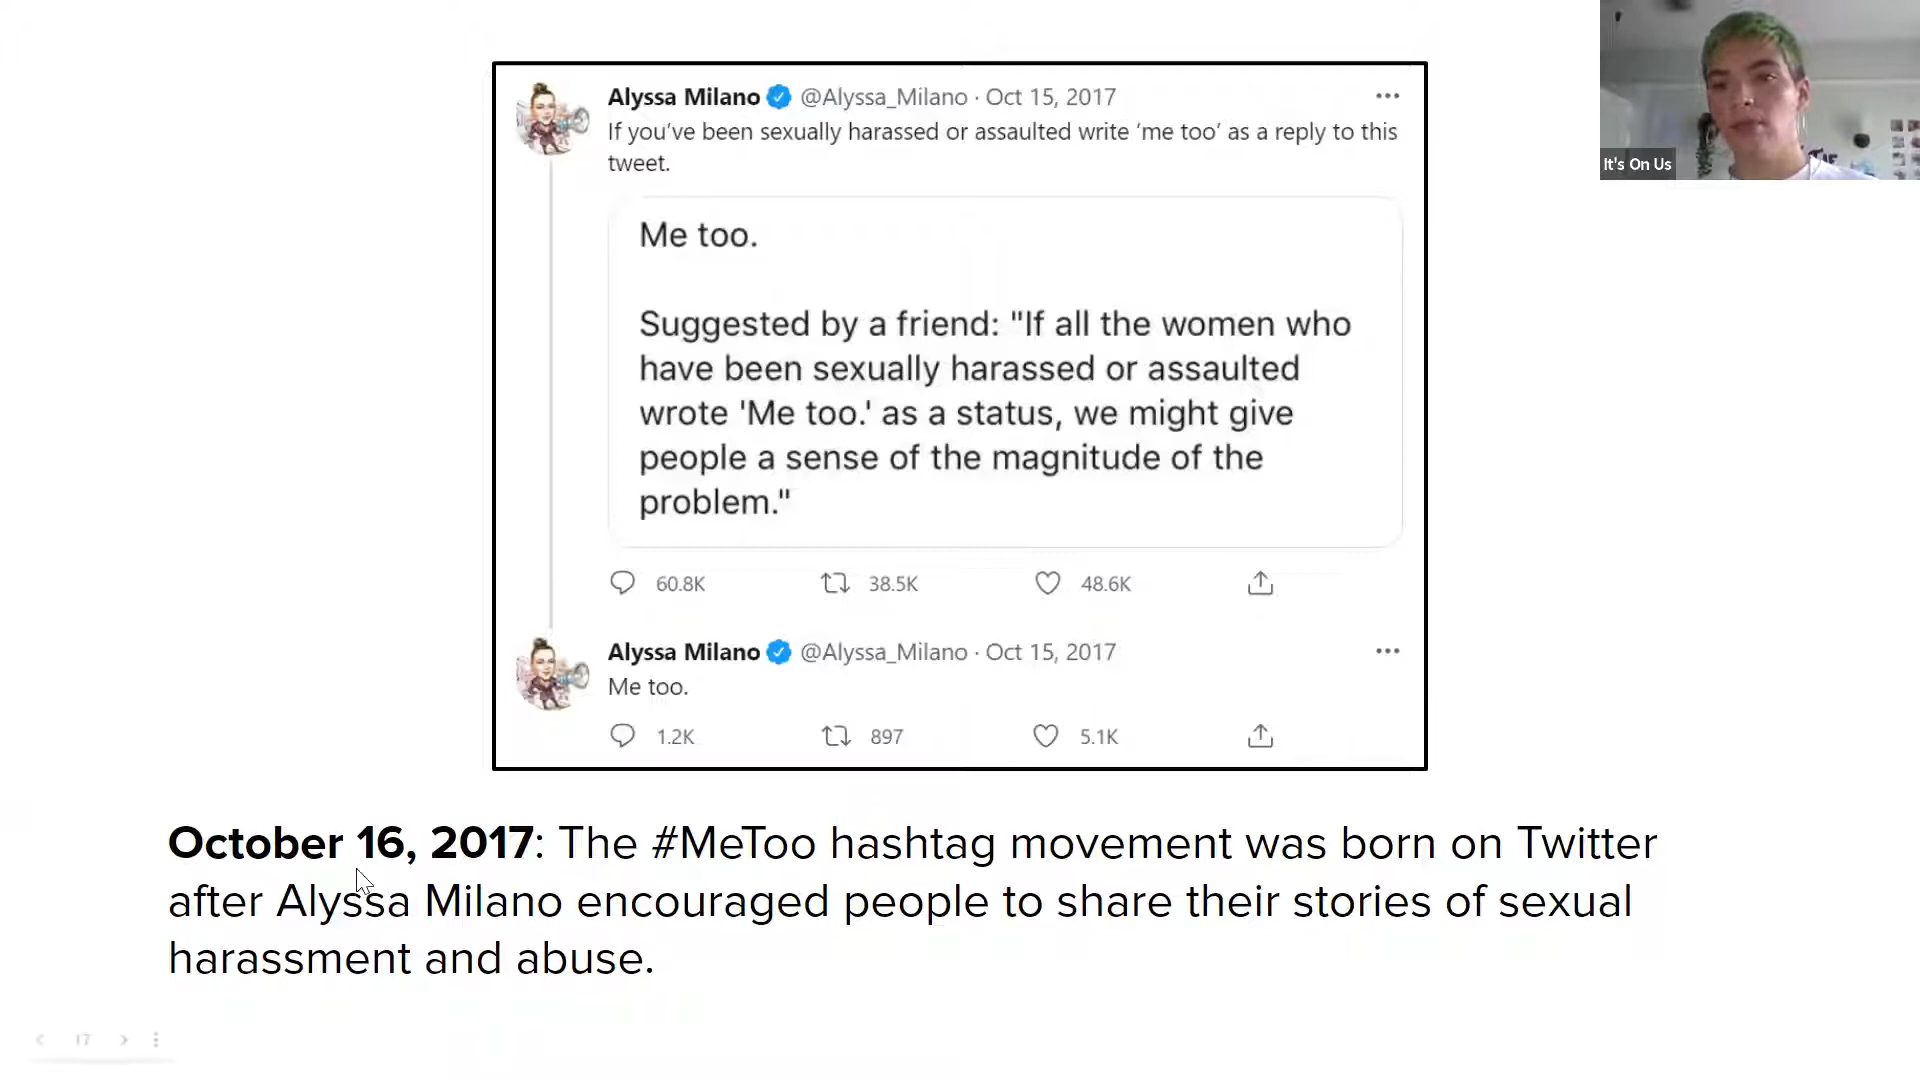 Alyssa Milano @Alyssa_Milano · Oct 15, 2017
If you’ve been sexually harassed or assaulted write ‘me too’ as a reply to this
tweet.
Me too.
Suggested by a friend: "If all the women who
have been sexually harassed or assaulted
wrote 'Me too.' as a status, we might give
people a sense of the magnitude of the
problem."
60.8K 38.5K 48.6K
Alyssa Milano @Alyssa_Milano · Oct 15, 2017
Me too.
1.2K 897 5.1K
It's On Us
October 16, 2017: The #MeToo hashtag movement was born on Twitter
after Alyssa Milano encouraged people to share their stories of sexual
harassment and abuse.
17